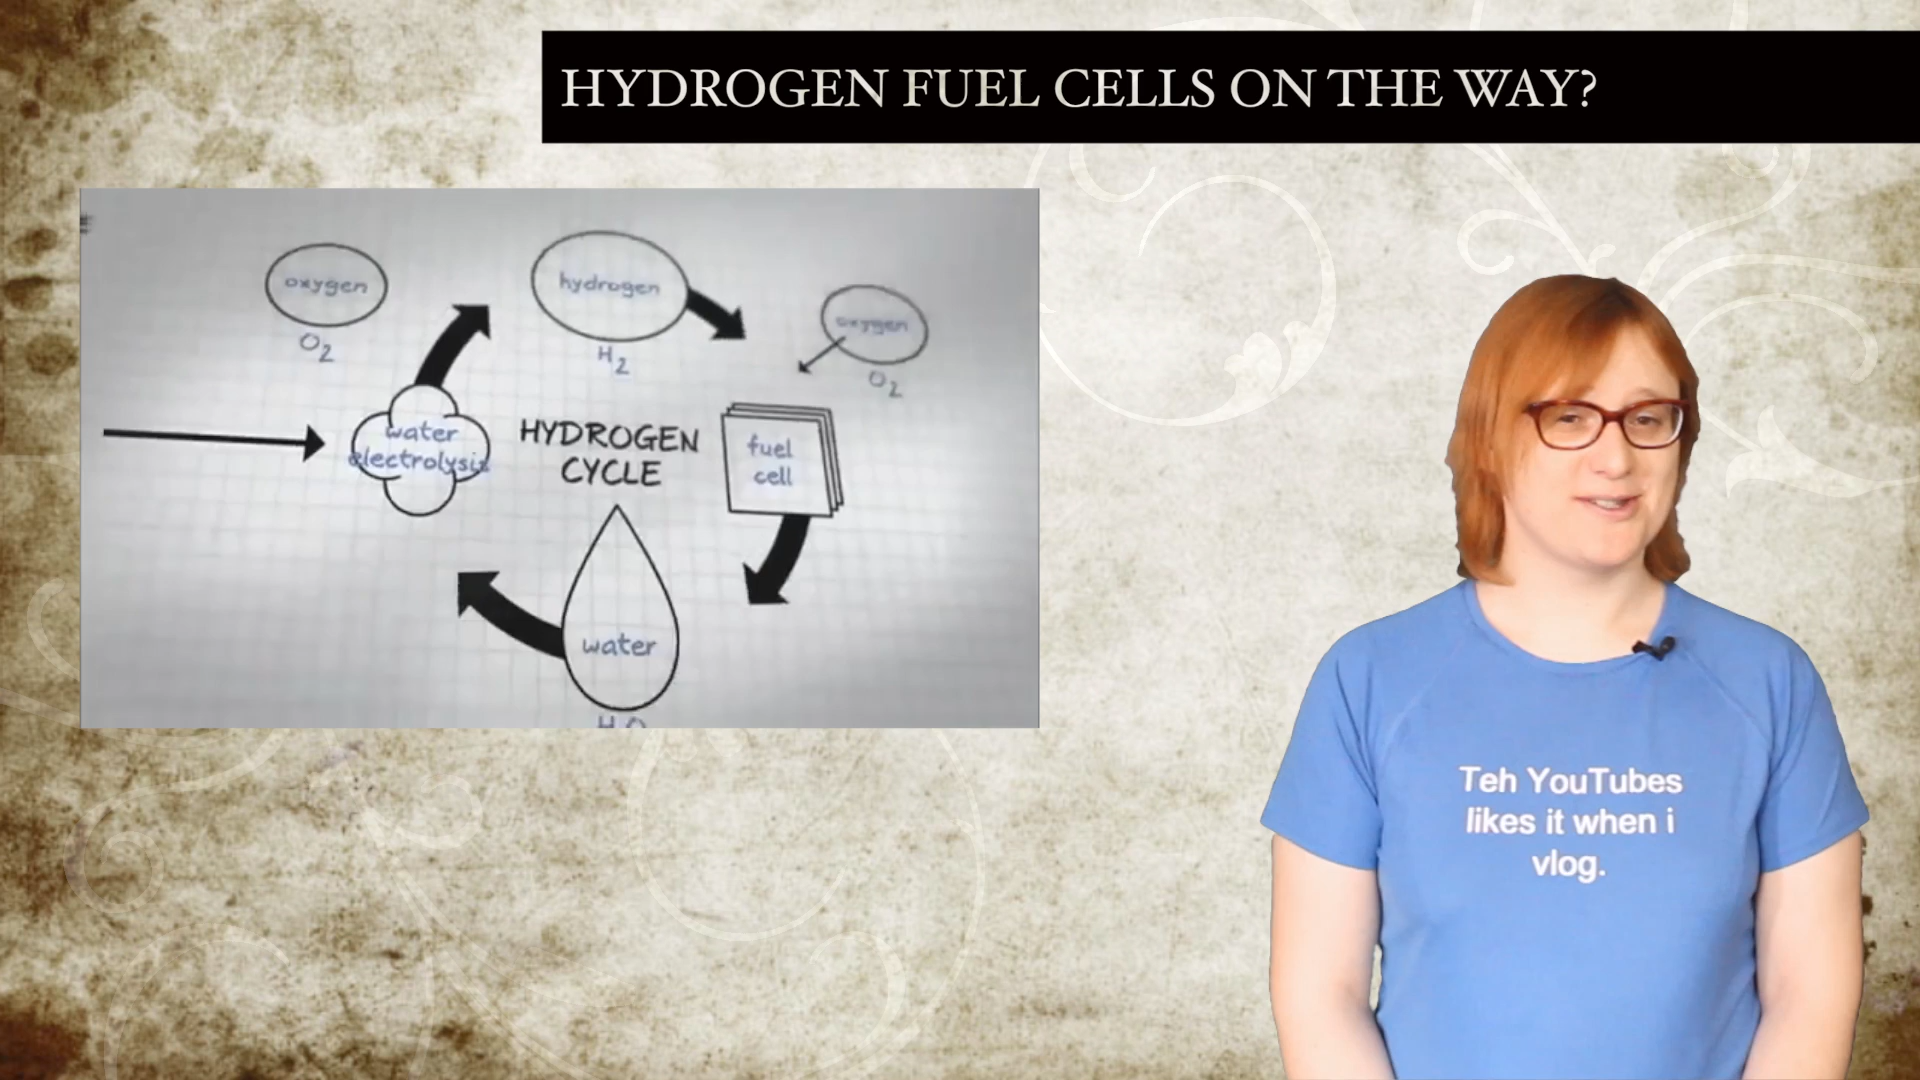 HYDROGEN FUEL CELLS ON THE WAY?
oxygen
O2
hydrogen
H2
oxygen
O2
water
electrolysis
HYDROGEN
CYCLE
fuel
cell
water
H2O
Teh YouTubes
likes it when i
vlog.